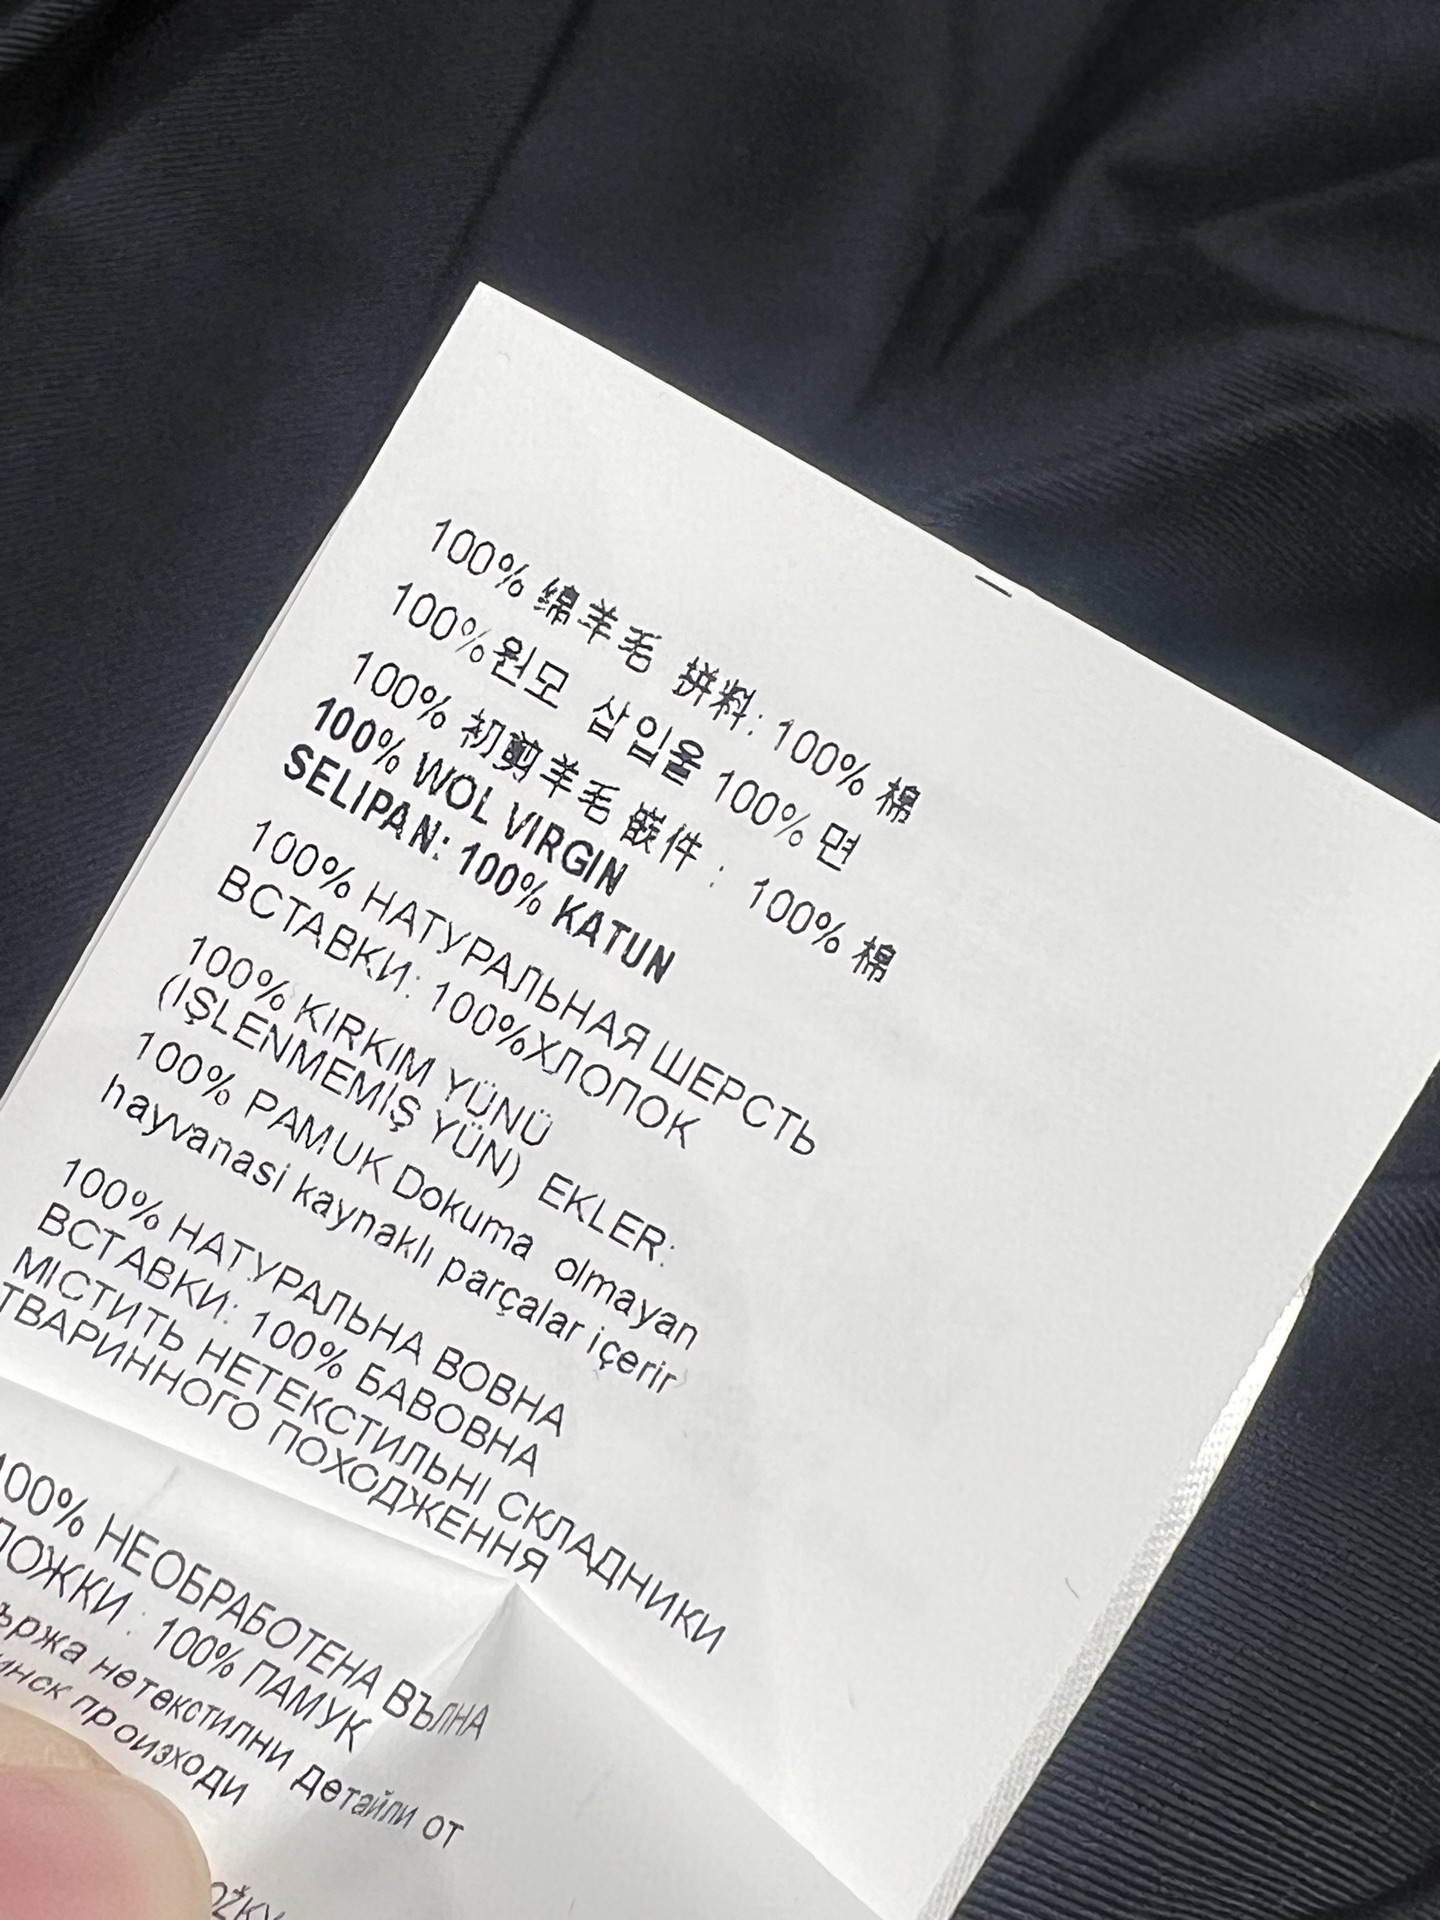 100% 绵羊毛 拼料: 100% 棉
100%원모 삽입올 100% 면
100% 初剪羊毛 嵌件 : 100% 棉
100% WOL VIRGIN
SELIPAN: 100% KATUN
100% НАТУРАЛЬНАЯ ШЕРСТЬ
ВСТАВКИ: 100%ХЛОПОК
100% KIRKIM YÜNÜ
(IŞLENMEMIŞ YÜN) EKLER:
100% PAMUK Dokuma olmayan
hayvanasi kaynaklı parçalar içerir
100% НАТУРАЛЬНА ВОВНА
ВСТАВКИ: 100% БАВОВНА
МІСТИТЬ НЕТЕКСТИЛЬНІ СКЛАДНИКИ
ТВАРИННОГО ПОХОДЖЕННЯ
100% НЕОБРАБОТЕНА ВЪЛНА
ЛОЖКИ : 100% ПАМУК
ържа нетекстилни детайли от
инск произходи